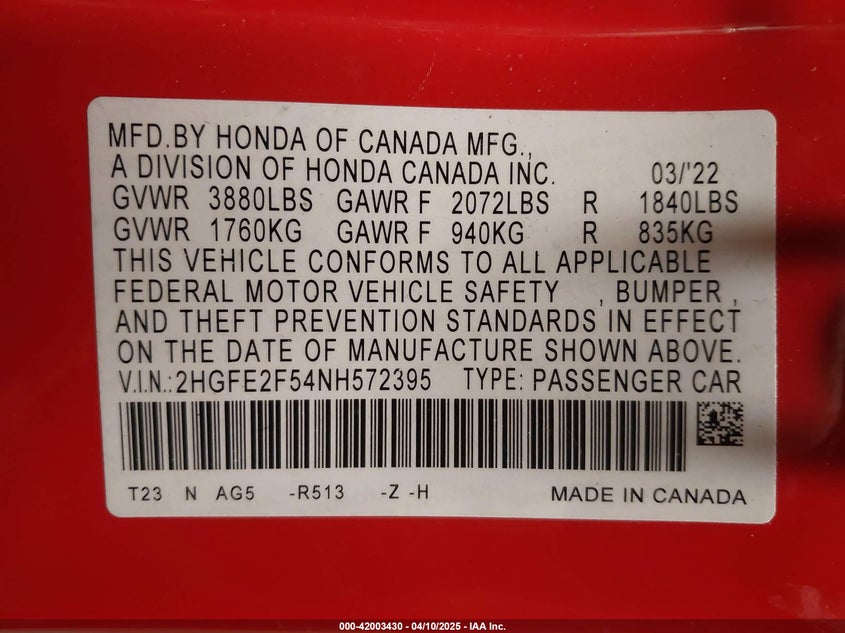 MFD.BY HONDA OF CANADA MFG.,
A DIVISION OF HONDA CANADA INC. 03/'22
GVWR 3880LBS GAWR F 2072LBS R 1840LBS
GVWR 1760KG GAWR F 940KG R 835KG
THIS VEHICLE CONFORMS TO ALL APPLICABLE
FEDERAL MOTOR VEHICLE SAFETY , BUMPER ,
AND THEFT PREVENTION STANDARDS IN EFFECT
ON THE DATE OF MANUFACTURE SHOWN ABOVE.
V.I.N.:2HGFE2F54NH572395 TYPE: PASSENGER CAR
T23 N AG5 -R513 -Z -H MADE IN CANADA
000-42003430 - 04/10/2025 - IAA Inc.